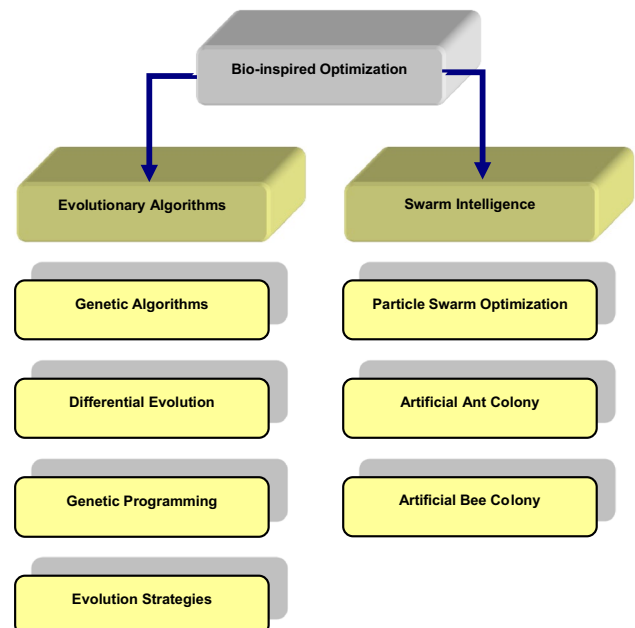 Bio-inspired Optimization
Evolutionary Algorithms
Swarm Intelligence
Genetic Algorithms
Particle Swarm Optimization
Differential Evolution
Artificial Ant Colony
Genetic Programming
Artificial Bee Colony
Evolution Strategies